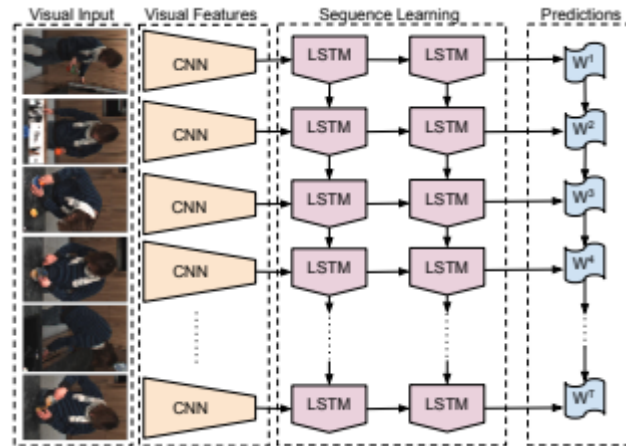 Visual Input Visual Features Sequence Learning Predictions
CNN LSTM LSTM W¹
CNN LSTM LSTM W²
CNN LSTM LSTM W³
CNN LSTM LSTM W⁴
CNN LSTM LSTM Wᵀ